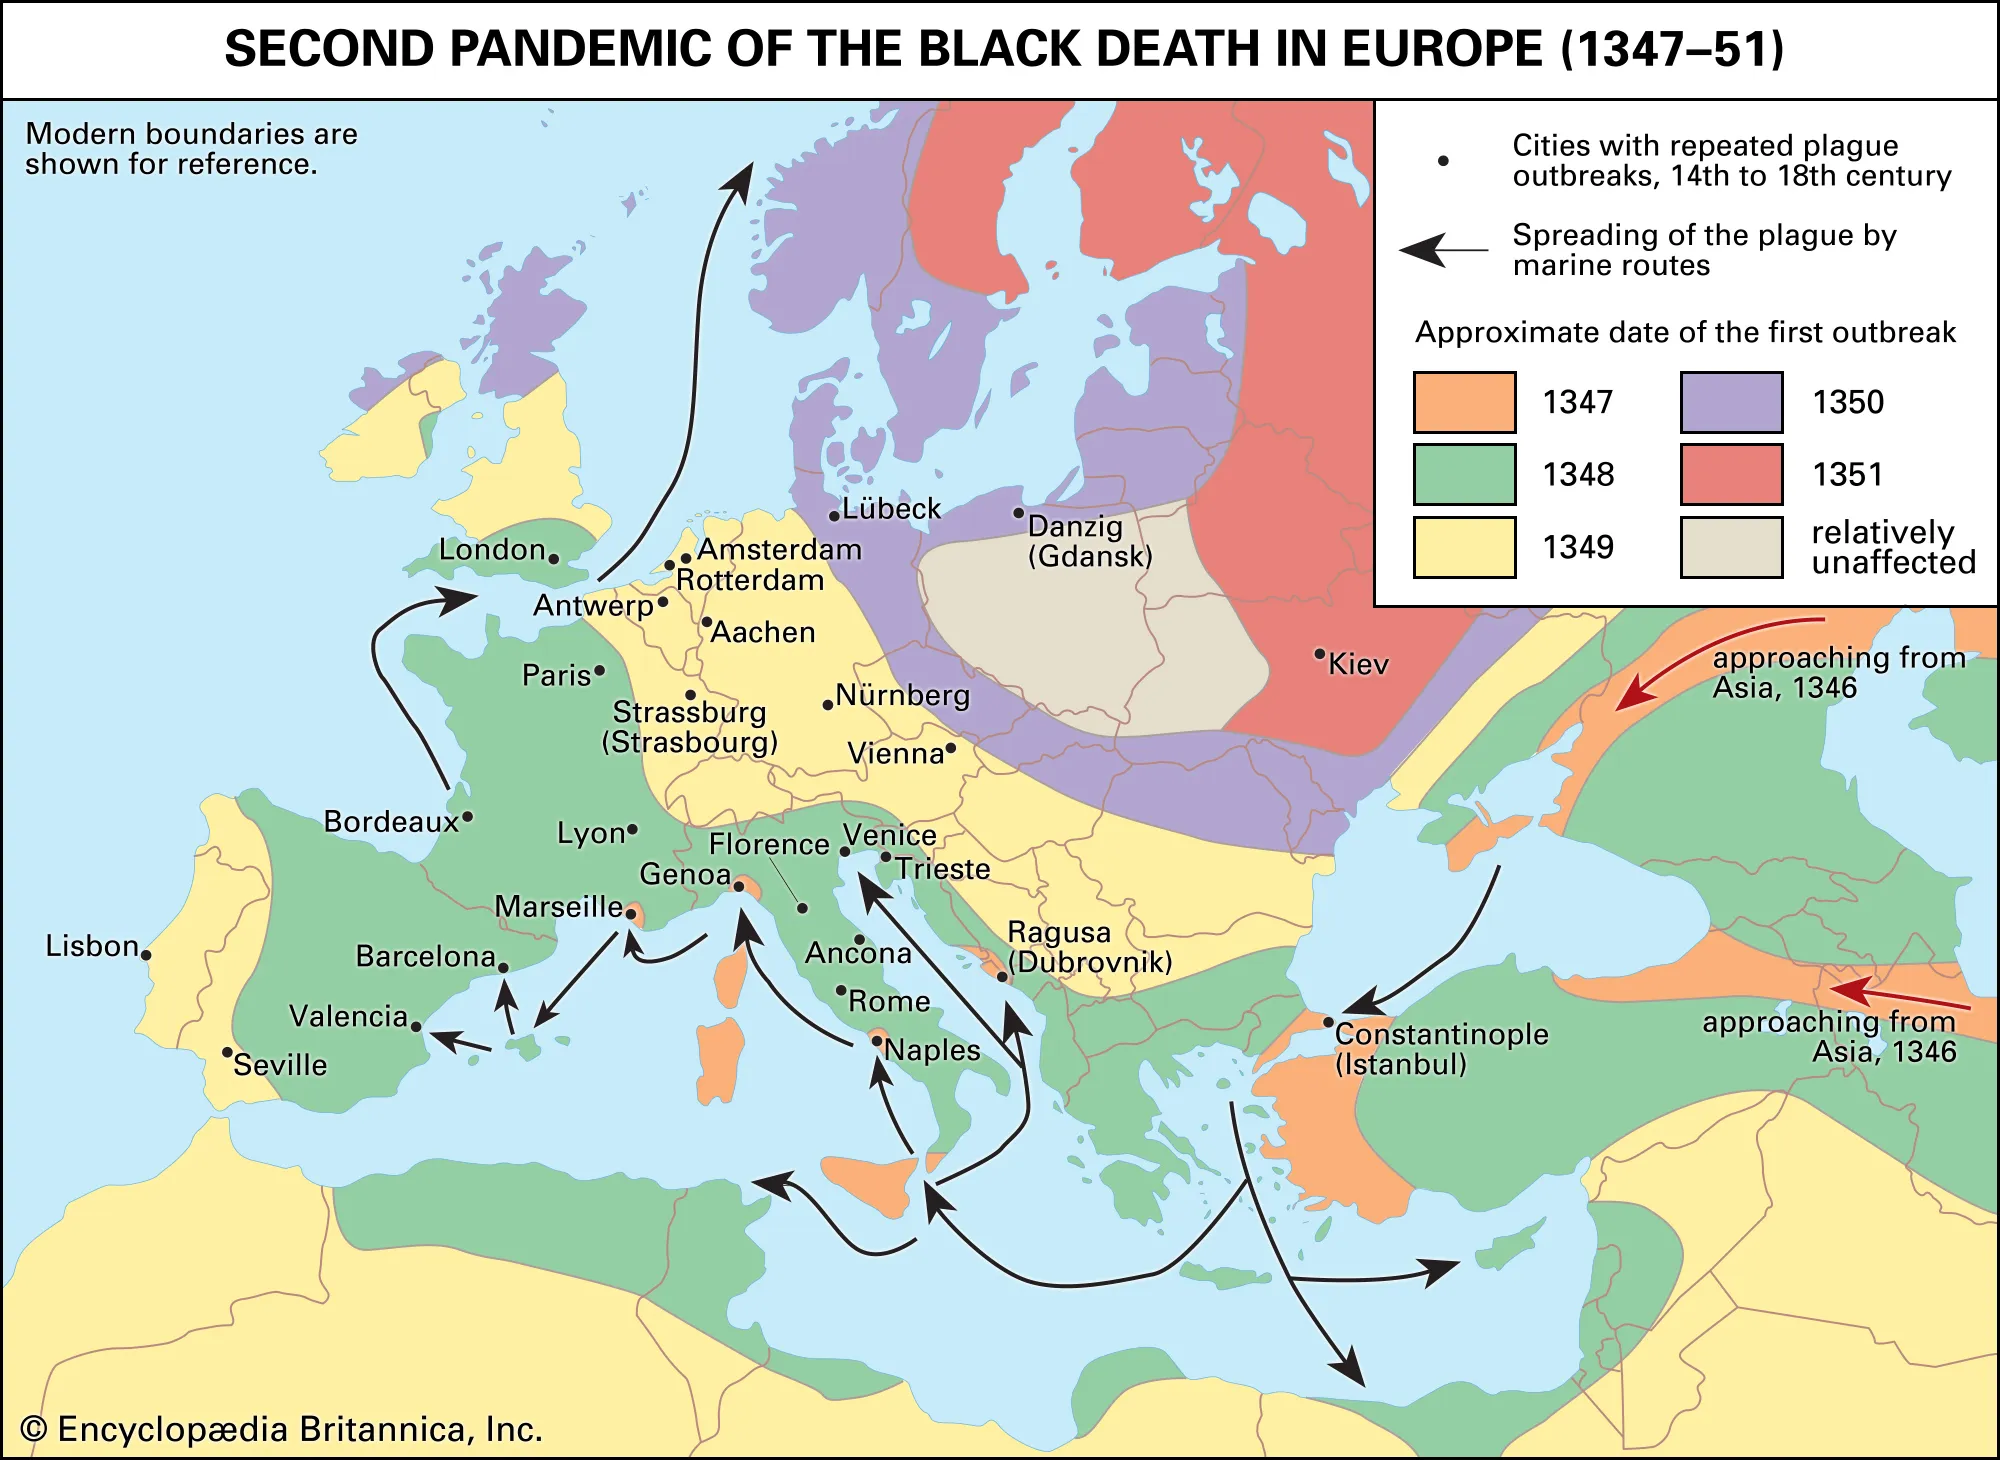 SECOND PANDEMIC OF THE BLACK DEATH IN EUROPE (1347–51)
Modern boundaries are
shown for reference.
Cities with repeated plague
outbreaks, 14th to 18th century
Spreading of the plague by
marine routes
Approximate date of the first outbreak
1347
1350
1348
1351
1349
relatively
unaffected
Lübeck
Danzig
(Gdansk)
London
Amsterdam
Rotterdam
Antwerp
Aachen
Paris
Strassburg
(Strasbourg)
Nürnberg
Vienna
Kiev
approaching from
Asia, 1346
Bordeaux
Lyon
Florence
Venice
Trieste
Genoa
Marseille
Lisbon
Barcelona
Ancona
Ragusa
(Dubrovnik)
Valencia
Rome
Seville
Naples
Constantinople
(Istanbul)
approaching from
Asia, 1346
© Encyclopædia Britannica, Inc.